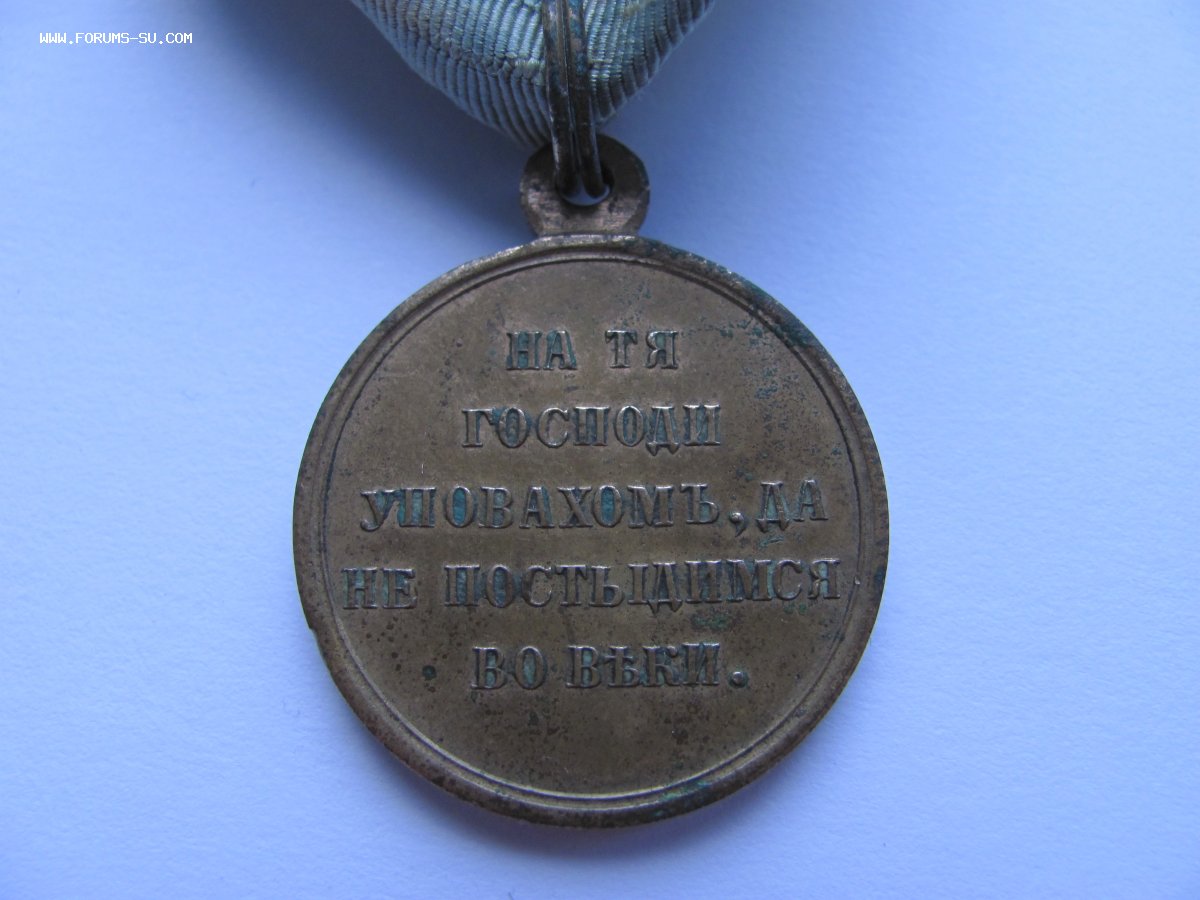 WWW.FORUMS-SU.COM
НА ТЯ
ГОСПОДИ
УПОВАХОМЪ, ДА
НЕ ПОСТЫДИМСЯ
ВО ВѢКИ.